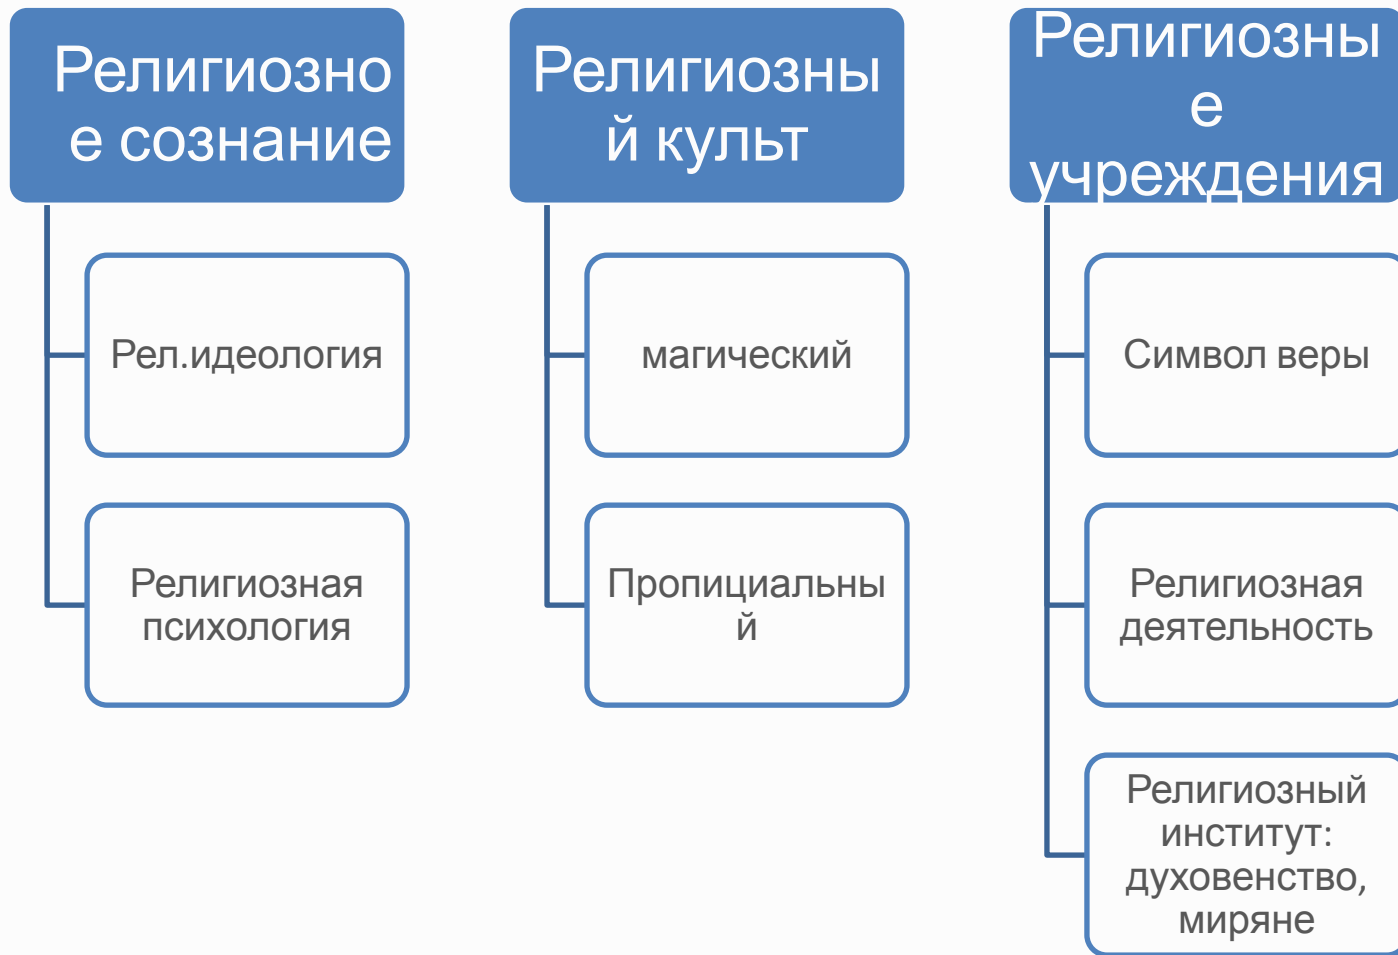 Религиозно
е сознание
Рел.идеология
Религиозная
психология
Религиозны
й культ
магический
Пропициальны
й
Религиозны
е
учреждения
Символ веры
Религиозная
деятельность
Религиозный
институт:
духовенство,
миряне